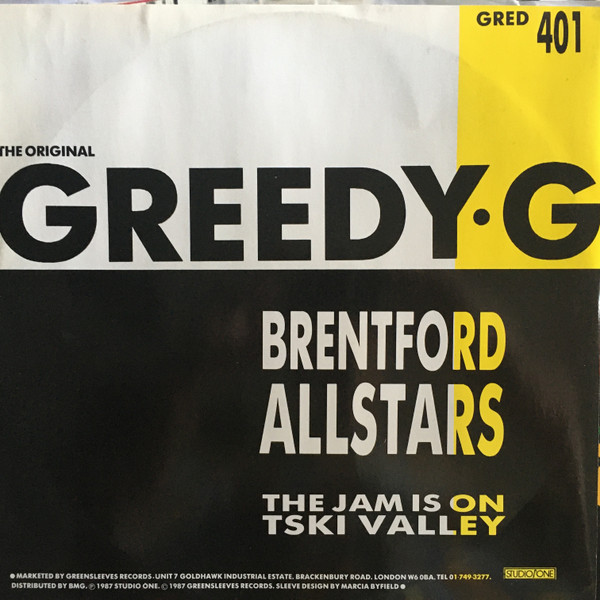 GRED 401
THE ORIGINAL
GREEDY·G
BRENTFORD
ALLSTARS
THE JAM IS ON
TSKI VALLEY
● MARKETED BY GREENSLEEVES RECORDS. UNIT 7 GOLDHAWK INDUSTRIAL ESTATE. BRACKENBURY ROAD. LONDON W6 0BA. TEL 01·749·3277.
DISTRIBUTED BY BMG. ℗ 1987 STUDIO ONE. © 1987 GREENSLEEVES RECORDS. SLEEVE DESIGN BY MARCIA BYFIELD ●
STUDIO/ONE